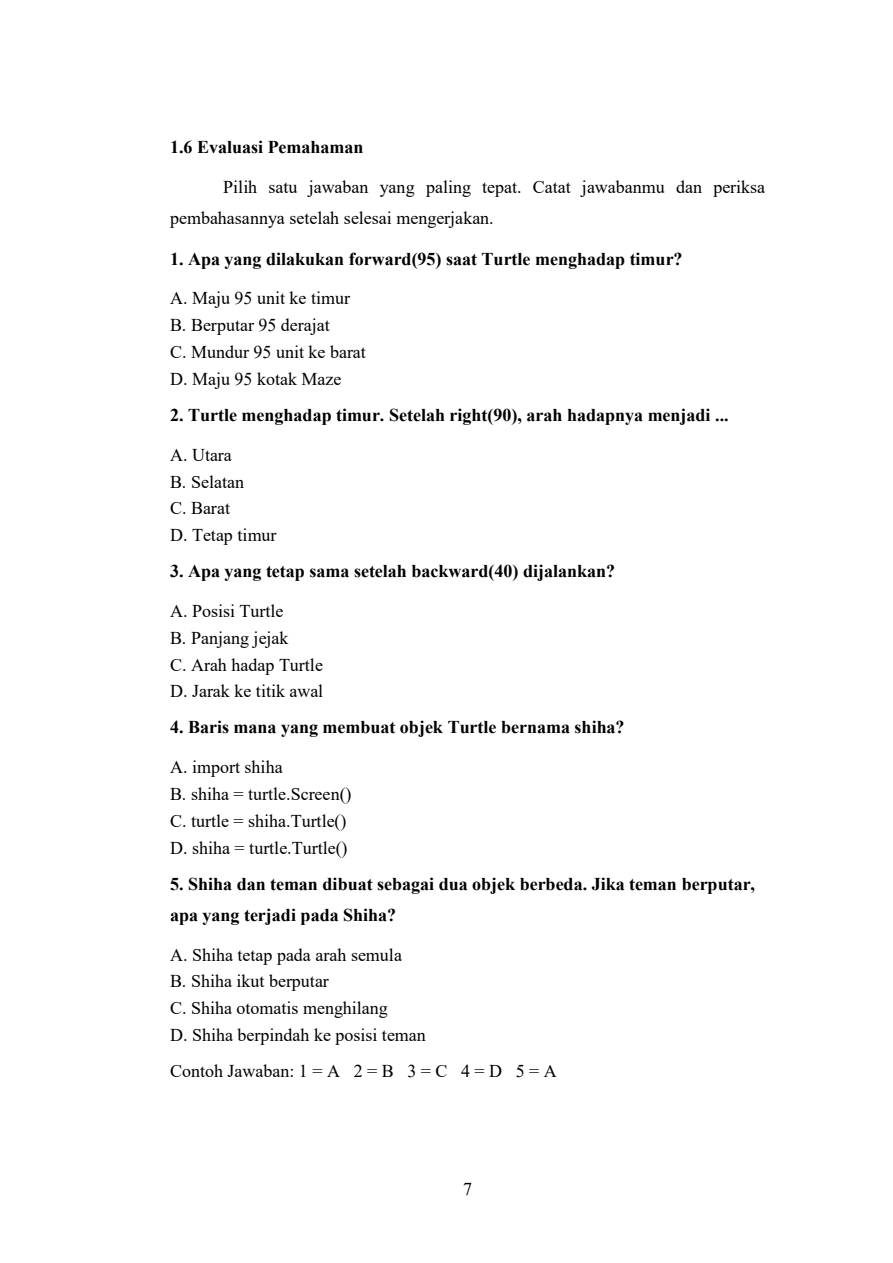 1.6 Evaluasi Pemahaman
Pilih satu jawaban yang paling tepat. Catat jawabanmu dan periksa
pembahasannya setelah selesai mengerjakan.
1. Apa yang dilakukan forward(95) saat Turtle menghadap timur?
A. Maju 95 unit ke timur
B. Berputar 95 derajat
C. Mundur 95 unit ke barat
D. Maju 95 kotak Maze
2. Turtle menghadap timur. Setelah right(90), arah hadapnya menjadi ...
A. Utara
B. Selatan
C. Barat
D. Tetap timur
3. Apa yang tetap sama setelah backward(40) dijalankan?
A. Posisi Turtle
B. Panjang jejak
C. Arah hadap Turtle
D. Jarak ke titik awal
4. Baris mana yang membuat objek Turtle bernama shiha?
A. import shiha
B. shiha = turtle.Screen()
C. turtle = shiha.Turtle()
D. shiha = turtle.Turtle()
5. Shiha dan teman dibuat sebagai dua objek berbeda. Jika teman berputar,
apa yang terjadi pada Shiha?
A. Shiha tetap pada arah semula
B. Shiha ikut berputar
C. Shiha otomatis menghilang
D. Shiha berpindah ke posisi teman
Contoh Jawaban: 1 = A 2 = B 3 = C 4 = D 5 = A
7